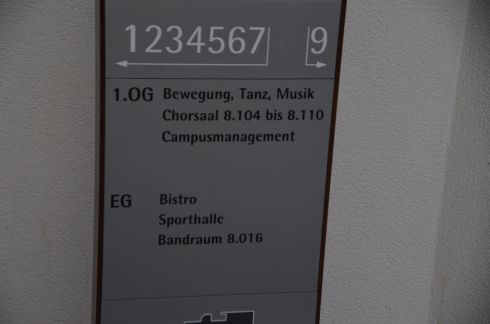 1234567 9
1.OG Bewegung, Tanz, Musik
Chorsaal 8.104 bis 8.110
Campusmanagement
EG Bistro
Sporthalle
Bandraum 8.016